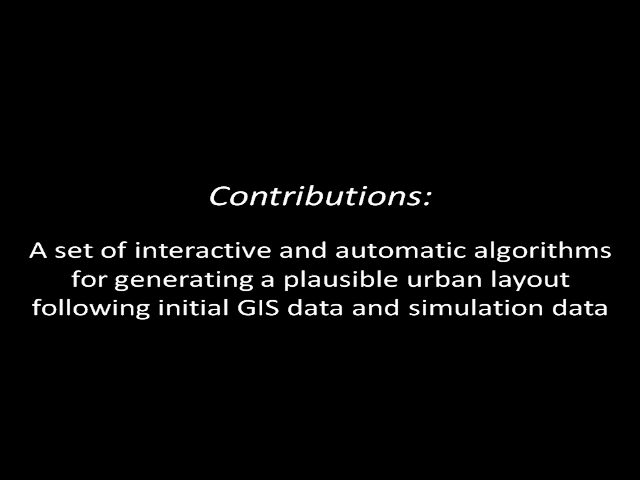 Contributions:
A set of interactive and automatic algorithms
for generating a plausible urban layout
following initial GIS data and simulation data